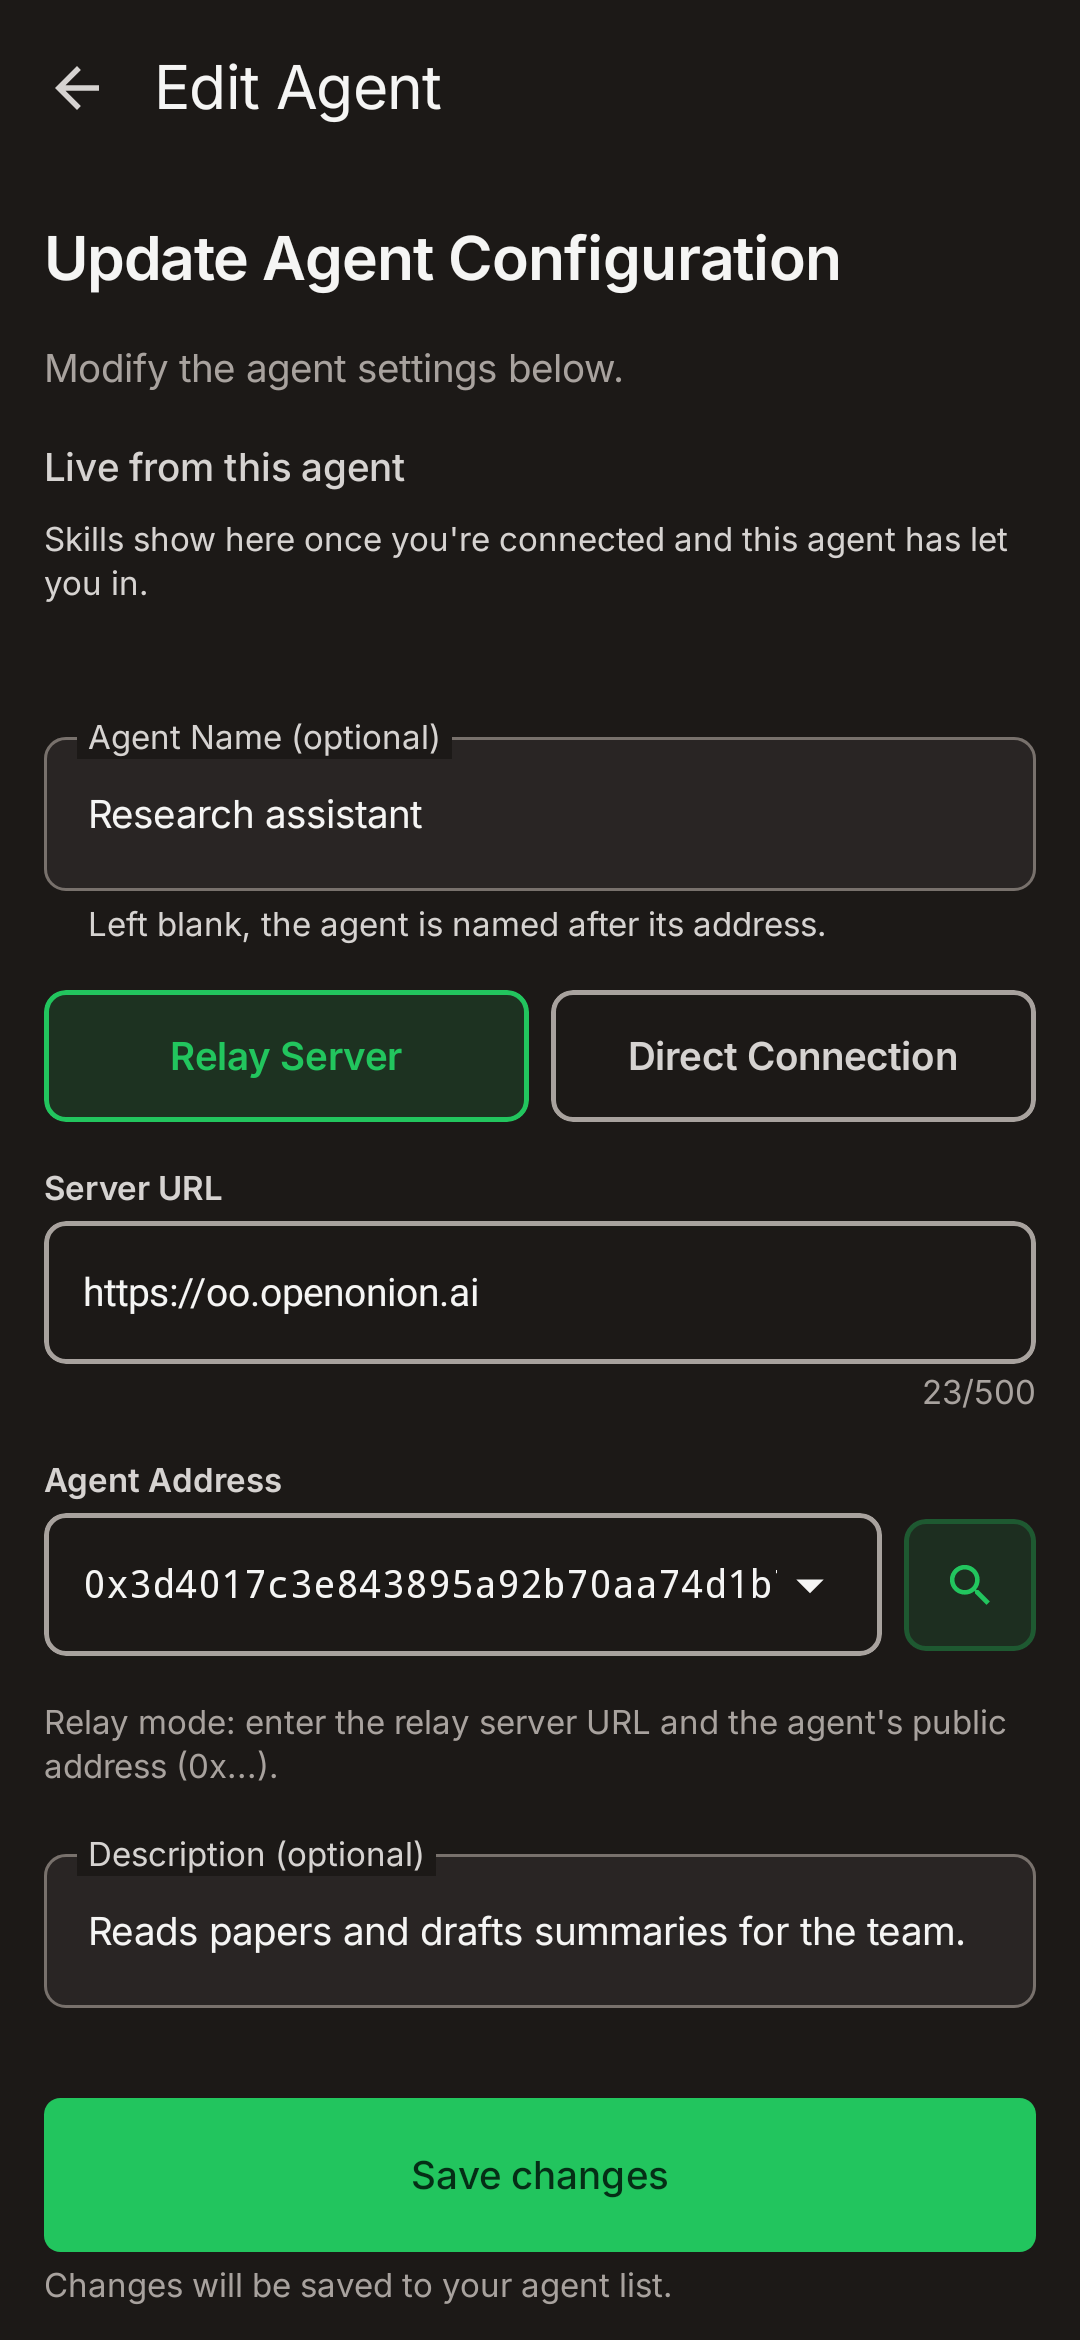 Edit Agent
Update Agent Configuration
Modify the agent settings below.
Live from this agent
Skills show here once you're connected and this agent has let
you in.
Agent Name (optional)
Research assistant
Left blank, the agent is named after its address.
Relay Server
Direct Connection
Server URL
https://oo.openonion.ai
23/500
Agent Address
0x3d4017c3e843895a92b70aa74d1b
Relay mode: enter the relay server URL and the agent's public
address (0x...).
Description (optional)
Reads papers and drafts summaries for the team.
Save changes
Changes will be saved to your agent list.